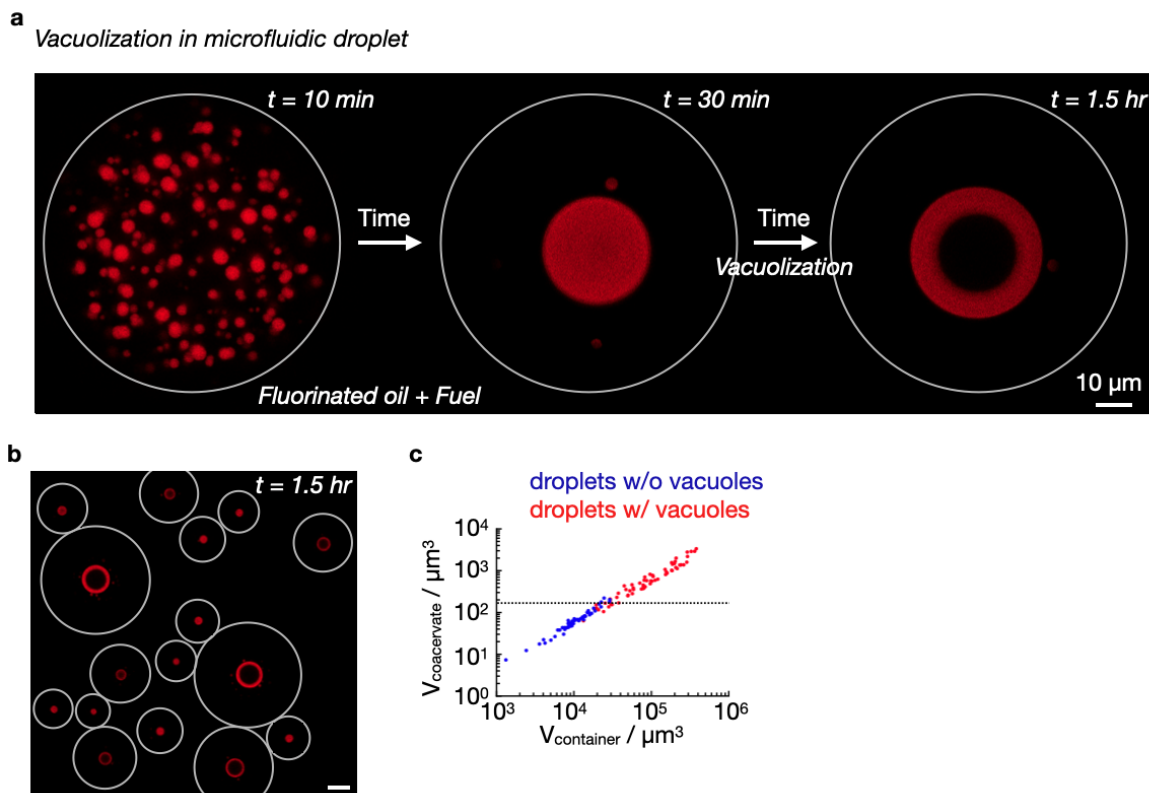 a
Vacuolization in microfluidic droplet
t = 10 min
t = 30 min
t = 1.5 hr
Time
Time
Vacuolization
Fluorinated oil + Fuel
10 µm
b
t = 1.5 hr
c
droplets w/o vacuoles
droplets w/ vacuoles
10⁴
10³
10²
10¹
10⁰
V_coacervate / µm³
10³
10⁴
10⁵
10⁶
V_container / µm³